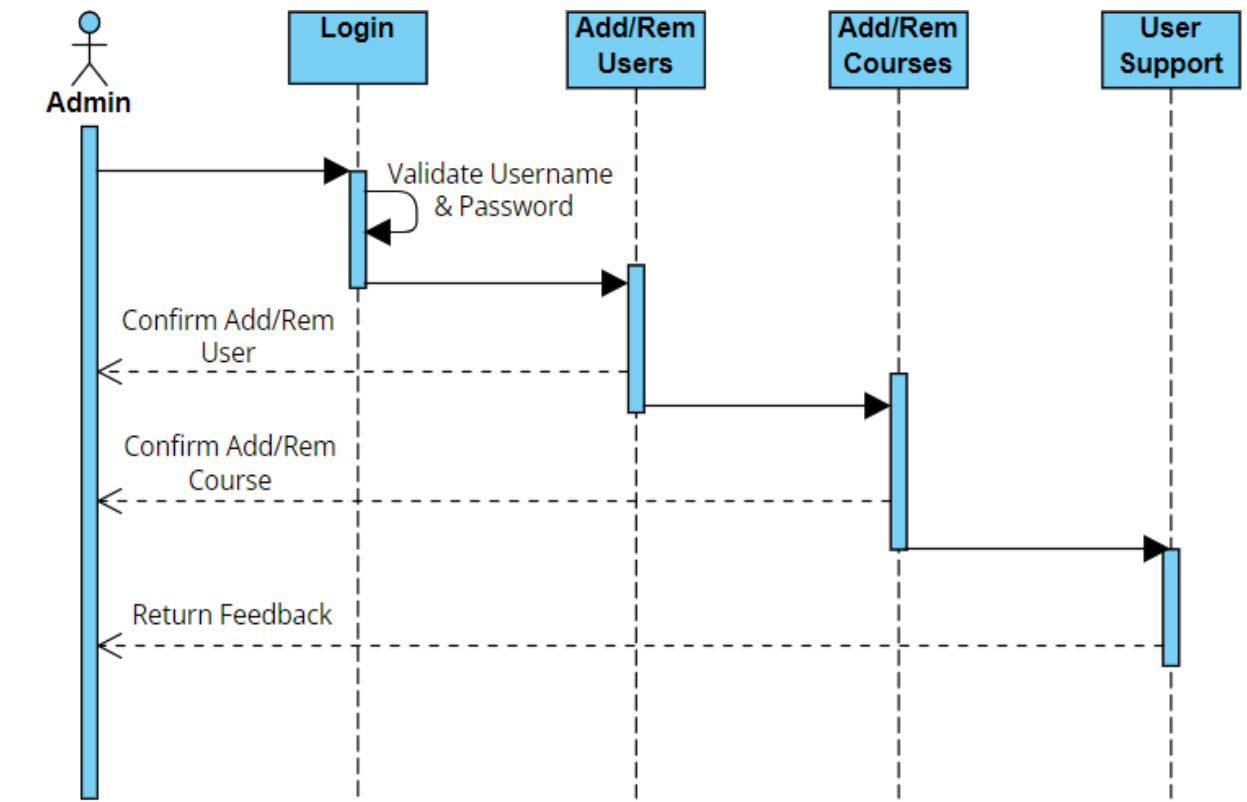 Login
Add/Rem
Users
Add/Rem
Courses
User
Support
Admin
Validate Username
& Password
Confirm Add/Rem
User
Confirm Add/Rem
Course
Return Feedback